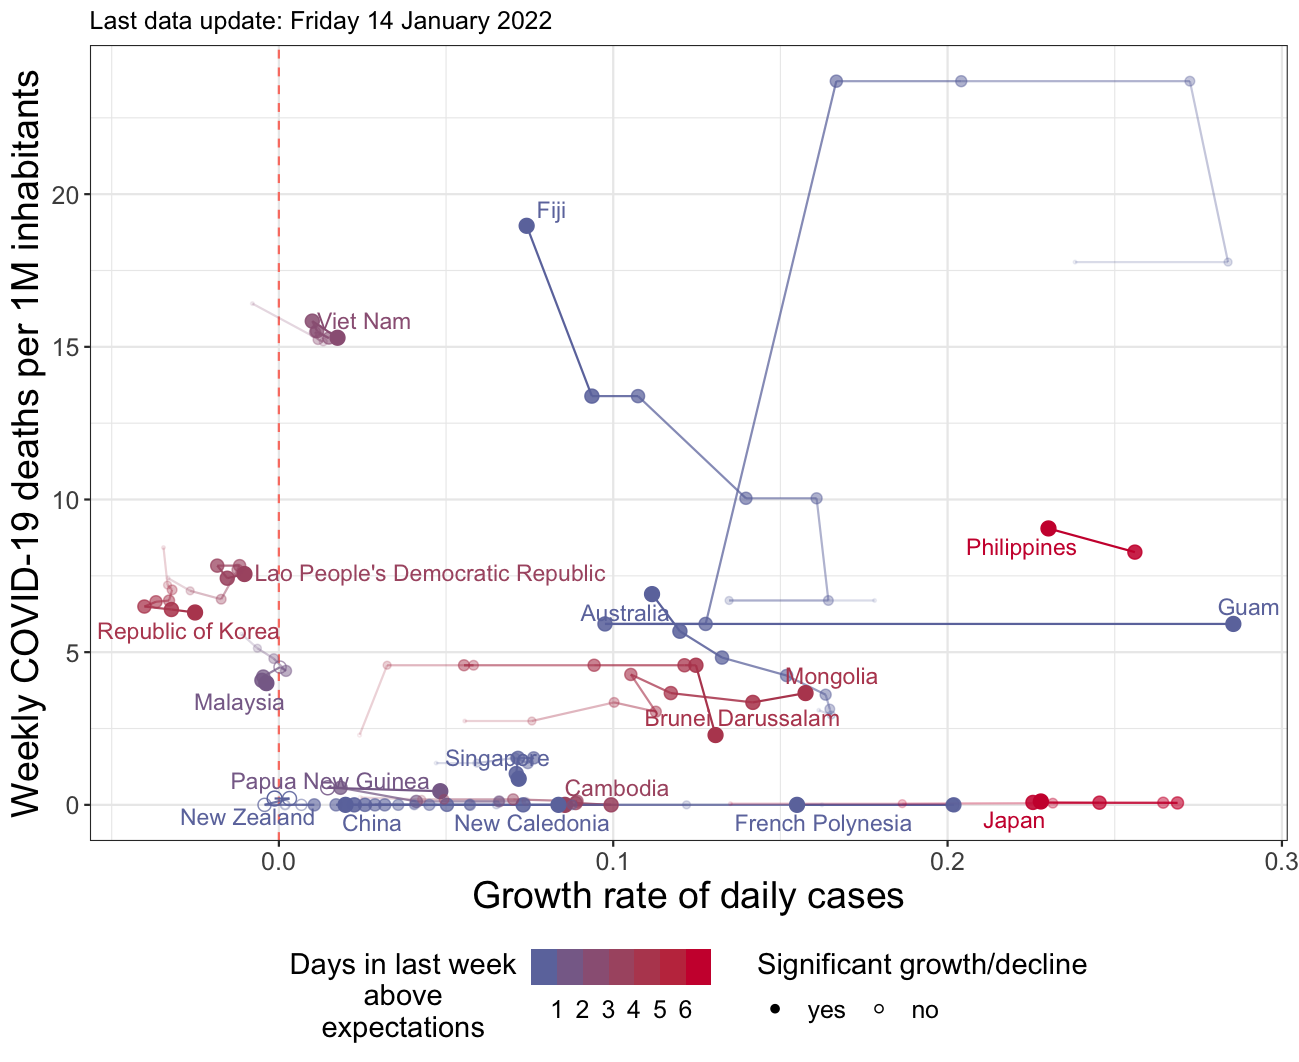 Last data update: Friday 14 January 2022
Weekly COVID-19 deaths per 1M inhabitants
20
15
10
5
0
Fiji
Viet Nam
Philippines
Lao People's Democratic Republic
Australia
Guam
Republic of Korea
Mongolia
Malaysia
Brunei Darussalam
Singapore
Papua New Guinea
Cambodia
New Zealand
China
New Caledonia
French Polynesia
Japan
0.0
0.1
0.2
0.3
Growth rate of daily cases
Days in last week
above
expectations
1 2 3 4 5 6
Significant growth/decline
yes
no